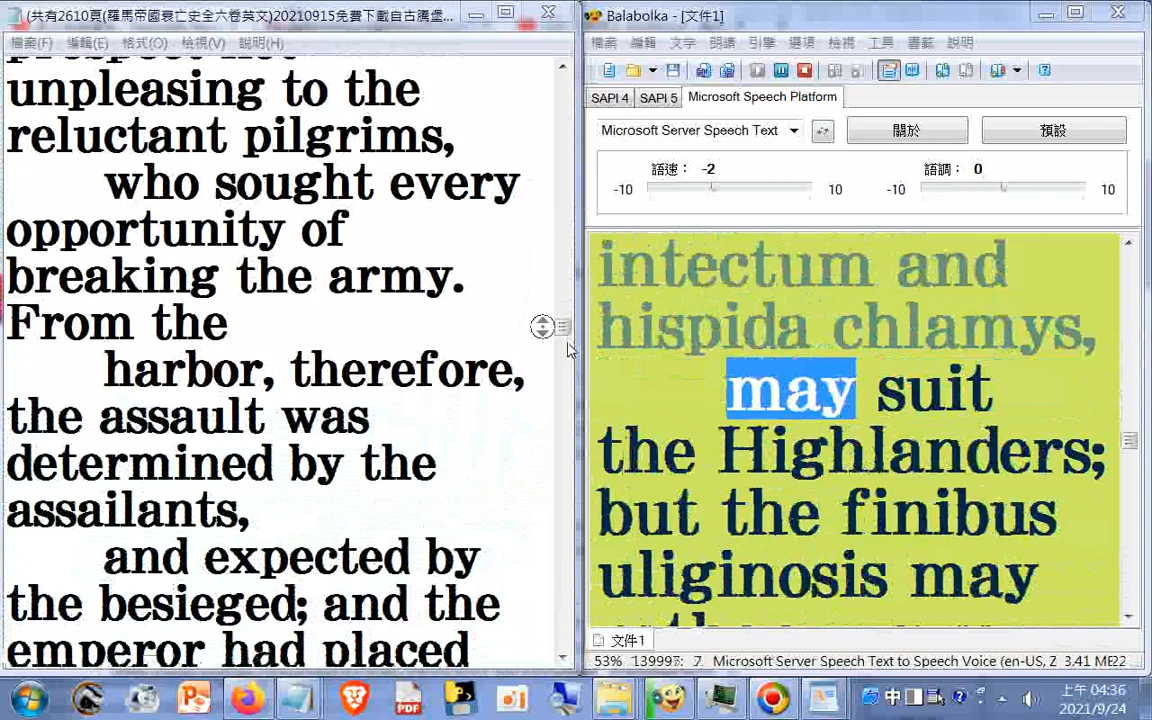 (共有2610頁(羅馬帝國衰亡史全六卷英文)20210915免費下載自古騰堡...
檔案(F) 編輯(E) 格式(O) 檢視(V) 說明(H)
unpleasing to the
reluctant pilgrims,
who sought every
opportunity of
breaking the army.
From the
harbor, therefore,
the assault was
determined by the
assailants,
and expected by
the besieged; and the
emperor had placed
Balabolka - [文件1]
檔案 編輯 文字 朗讀 引擎 選項 檢視 工具 書籤 說明
SAPI 4 SAPI 5 Microsoft Speech Platform
Microsoft Server Speech Text 關於 預設
語速： -2 語調： 0
-10 10 -10 10
intectum and
hispida chlamys,
may suit
the Highlanders;
but the finibus
uliginosis may
文件1
53% Microsoft Server Speech Text to Speech Voice (en-US, Z 3.41 ME22
中
上午 04:36
2021/9/24